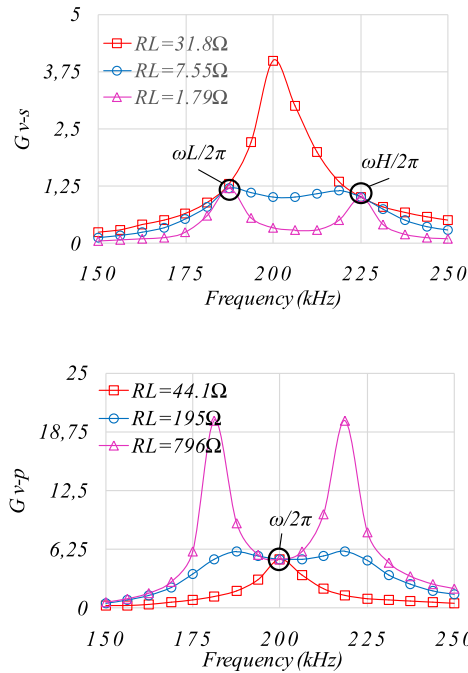 5
3,75
2,5
1,25
0
G v-s
RL=31.8Ω
RL=7.55Ω
RL=1.79Ω
ωL/2π
ωH/2π
150 175 200 225 250
Frequency (kHz)
25
18,75
12,5
6,25
0
G v-p
RL=44.1Ω
RL=195Ω
RL=796Ω
ω/2π
150 175 200 225 250
Frequency (kHz)